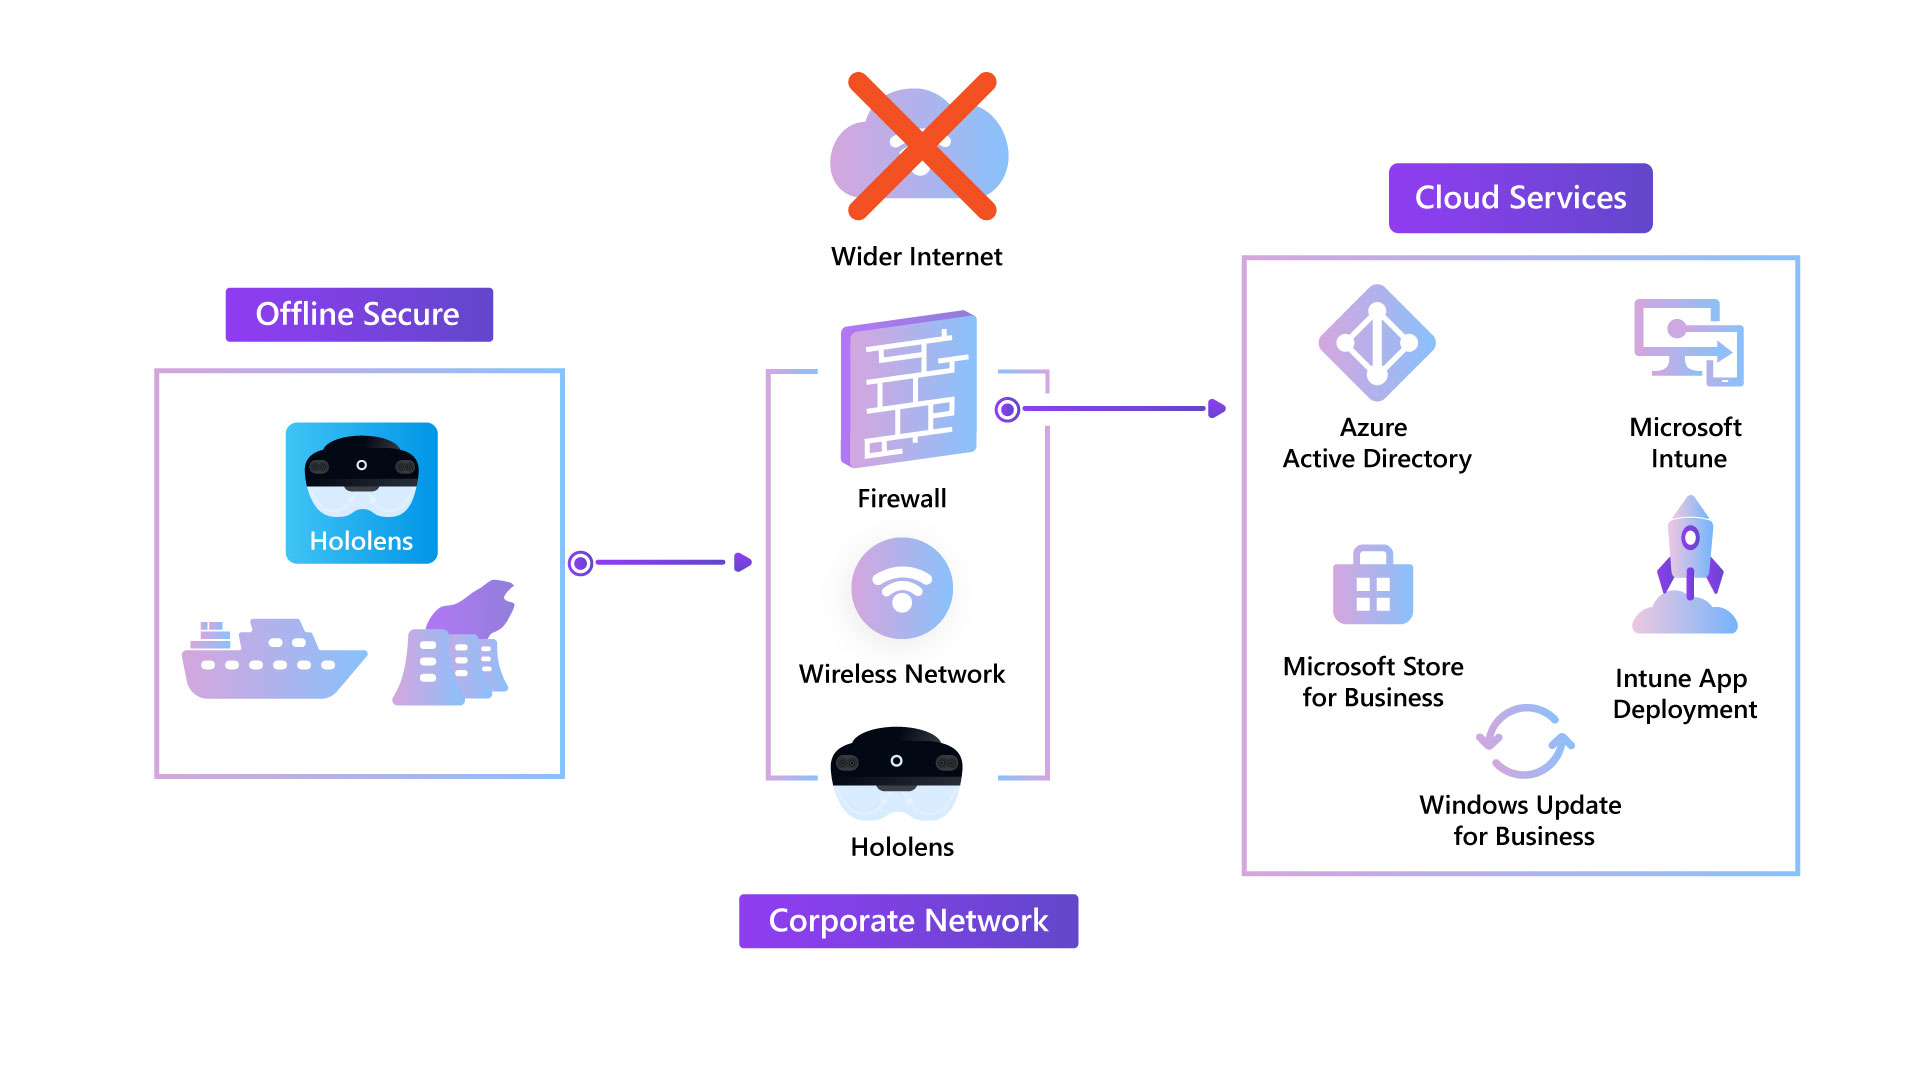 Offline Secure
Hololens
Wider Internet
Firewall
Wireless Network
Hololens
Corporate Network
Cloud Services
Azure
Active Directory
Microsoft
Intune
Microsoft Store
for Business
Intune App
Deployment
Windows Update
for Business